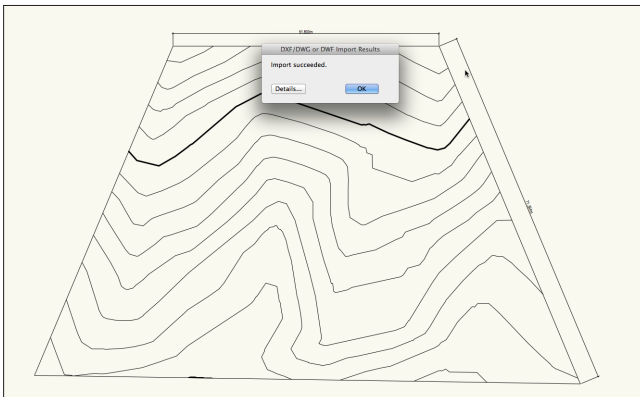 DXF/DWG or DWF Import Results
Import succeeded.
Details...
OK